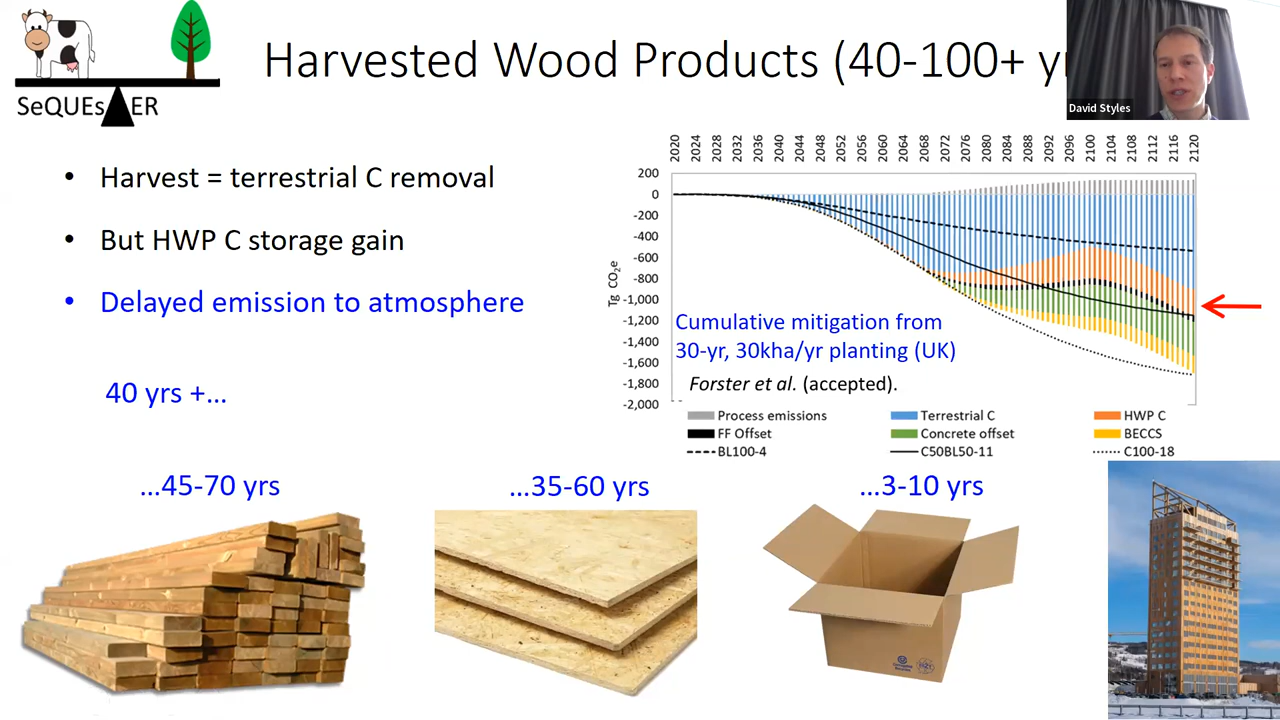 SeQUEsTER
Harvested Wood Products (40-100+ yr
David Styles
• Harvest = terrestrial C removal
• But HWP C storage gain
• Delayed emission to atmosphere
40 yrs +...
2020 2024 2028 2032 2036 2040 2044 2048 2052 2056 2060 2064 2068 2072 2076 2080 2084 2088 2092 2096 2100 2104 2108 2112 2116 2120
200
0
-200
-400
-600
-800
-1,000
-1,200
-1,400
-1,600
-1,800
-2,000
Tg CO2e
Cumulative mitigation from
30-yr, 30kha/yr planting (UK)
Forster et al. (accepted).
Process emissions Terrestrial C HWP C
FF Offset Concrete offset BECCS
BL100-4 C50BL50-11 C100-18
...45-70 yrs
...35-60 yrs
...3-10 yrs